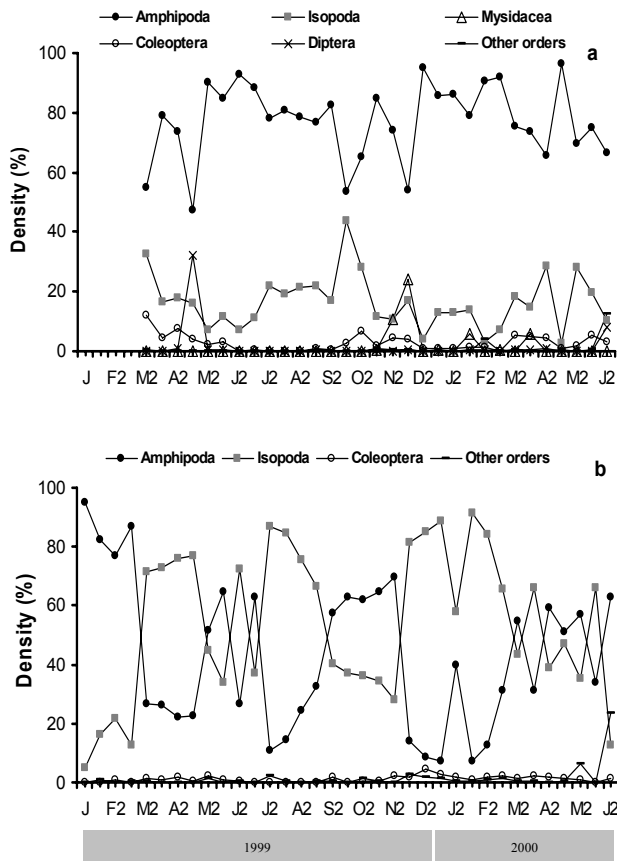 Amphipoda Isopoda Mysidacea
Coleoptera Diptera Other orders
a
100
80
60
40
20
0
Density (%)
J F2 M2 A2 M2 J2 J2 A2 S2 O2 N2 D2 J2 F2 M2 A2 M2 J2
Amphipoda Isopoda Coleoptera Other orders
b
100
80
60
40
20
0
Density (%)
J F2 M2 A2 M2 J2 J2 A2 S2 O2 N2 D2 J2 F2 M2 A2 M2 J2
1999 2000